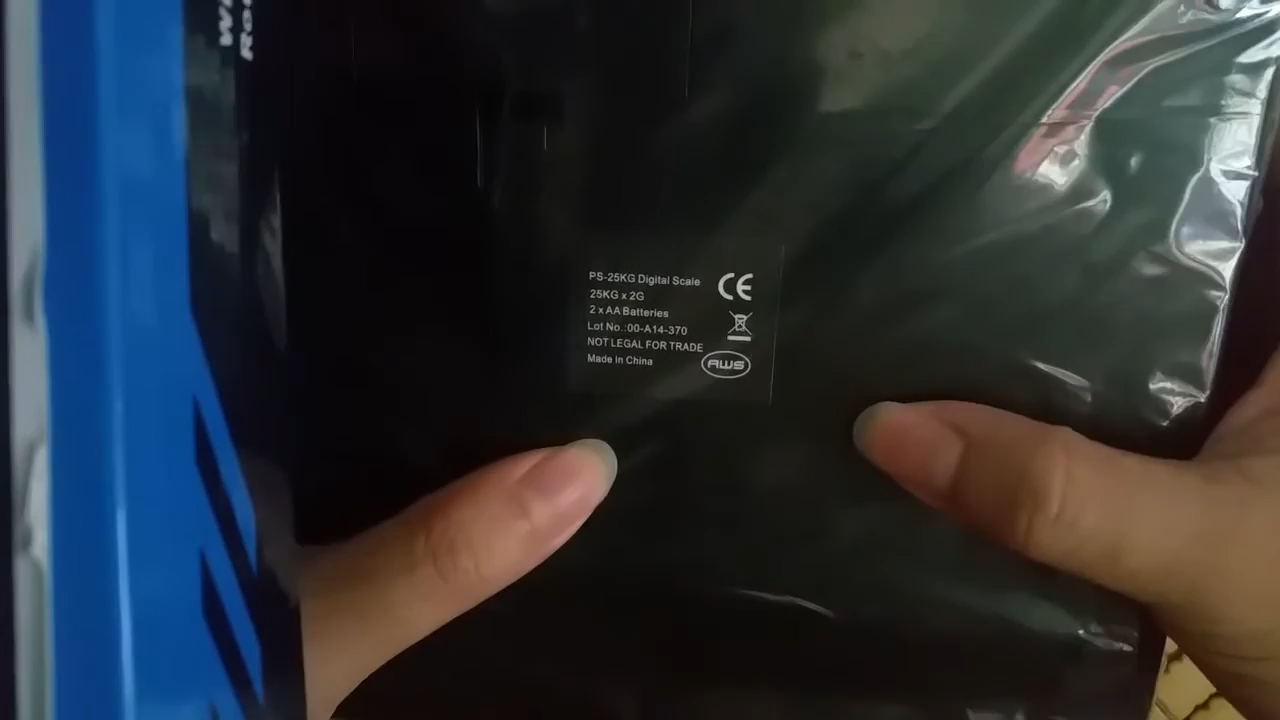 PS-25KG Digital Scale
25KG x 2G
2 x AA Batteries
Lot No.:00-A14-370
NOT LEGAL FOR TRADE
Made In China
CE
AWS